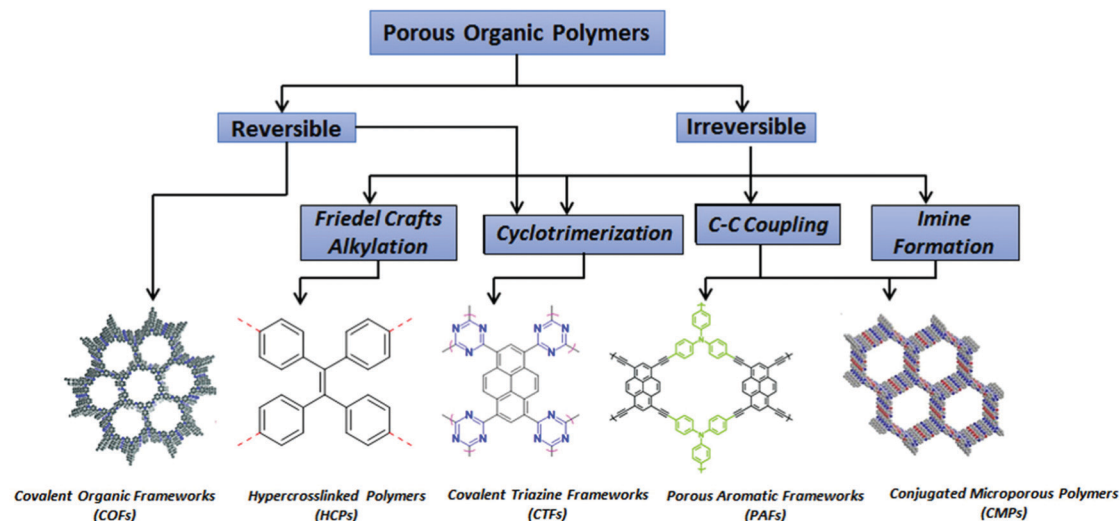 Porous Organic Polymers
Reversible
Irreversible
Friedel Crafts
Alkylation
Cyclotrimerization
C-C Coupling
Imine
Formation
N N N N
N N
N N N N
N N
N
N
Covalent Organic Frameworks
(COFs)
Hypercrosslinked Polymers
(HCPs)
Covalent Triazine Frameworks
(CTFs)
Porous Aromatic Frameworks
(PAFs)
Conjugated Microporous Polymers
(CMPs)